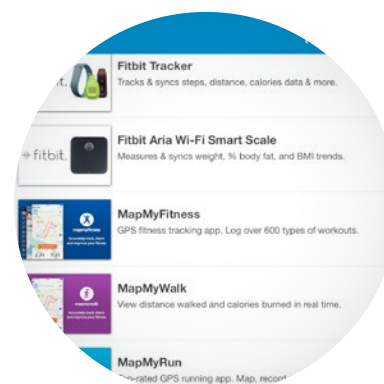 Fitbit Tracker
Tracks & syncs steps, distance, calories data & more.
fitbit.
Fitbit Aria Wi-Fi Smart Scale
Measures & syncs weight, % body fat, and BMI trends.
MapMyFitness
GPS fitness tracking app. Log over 600 types of workouts.
mapmyfitness
MapMyWalk
View distance walked and calories burned in real time.
mapmywalk
MapMyRun
GPS running app. Map, record